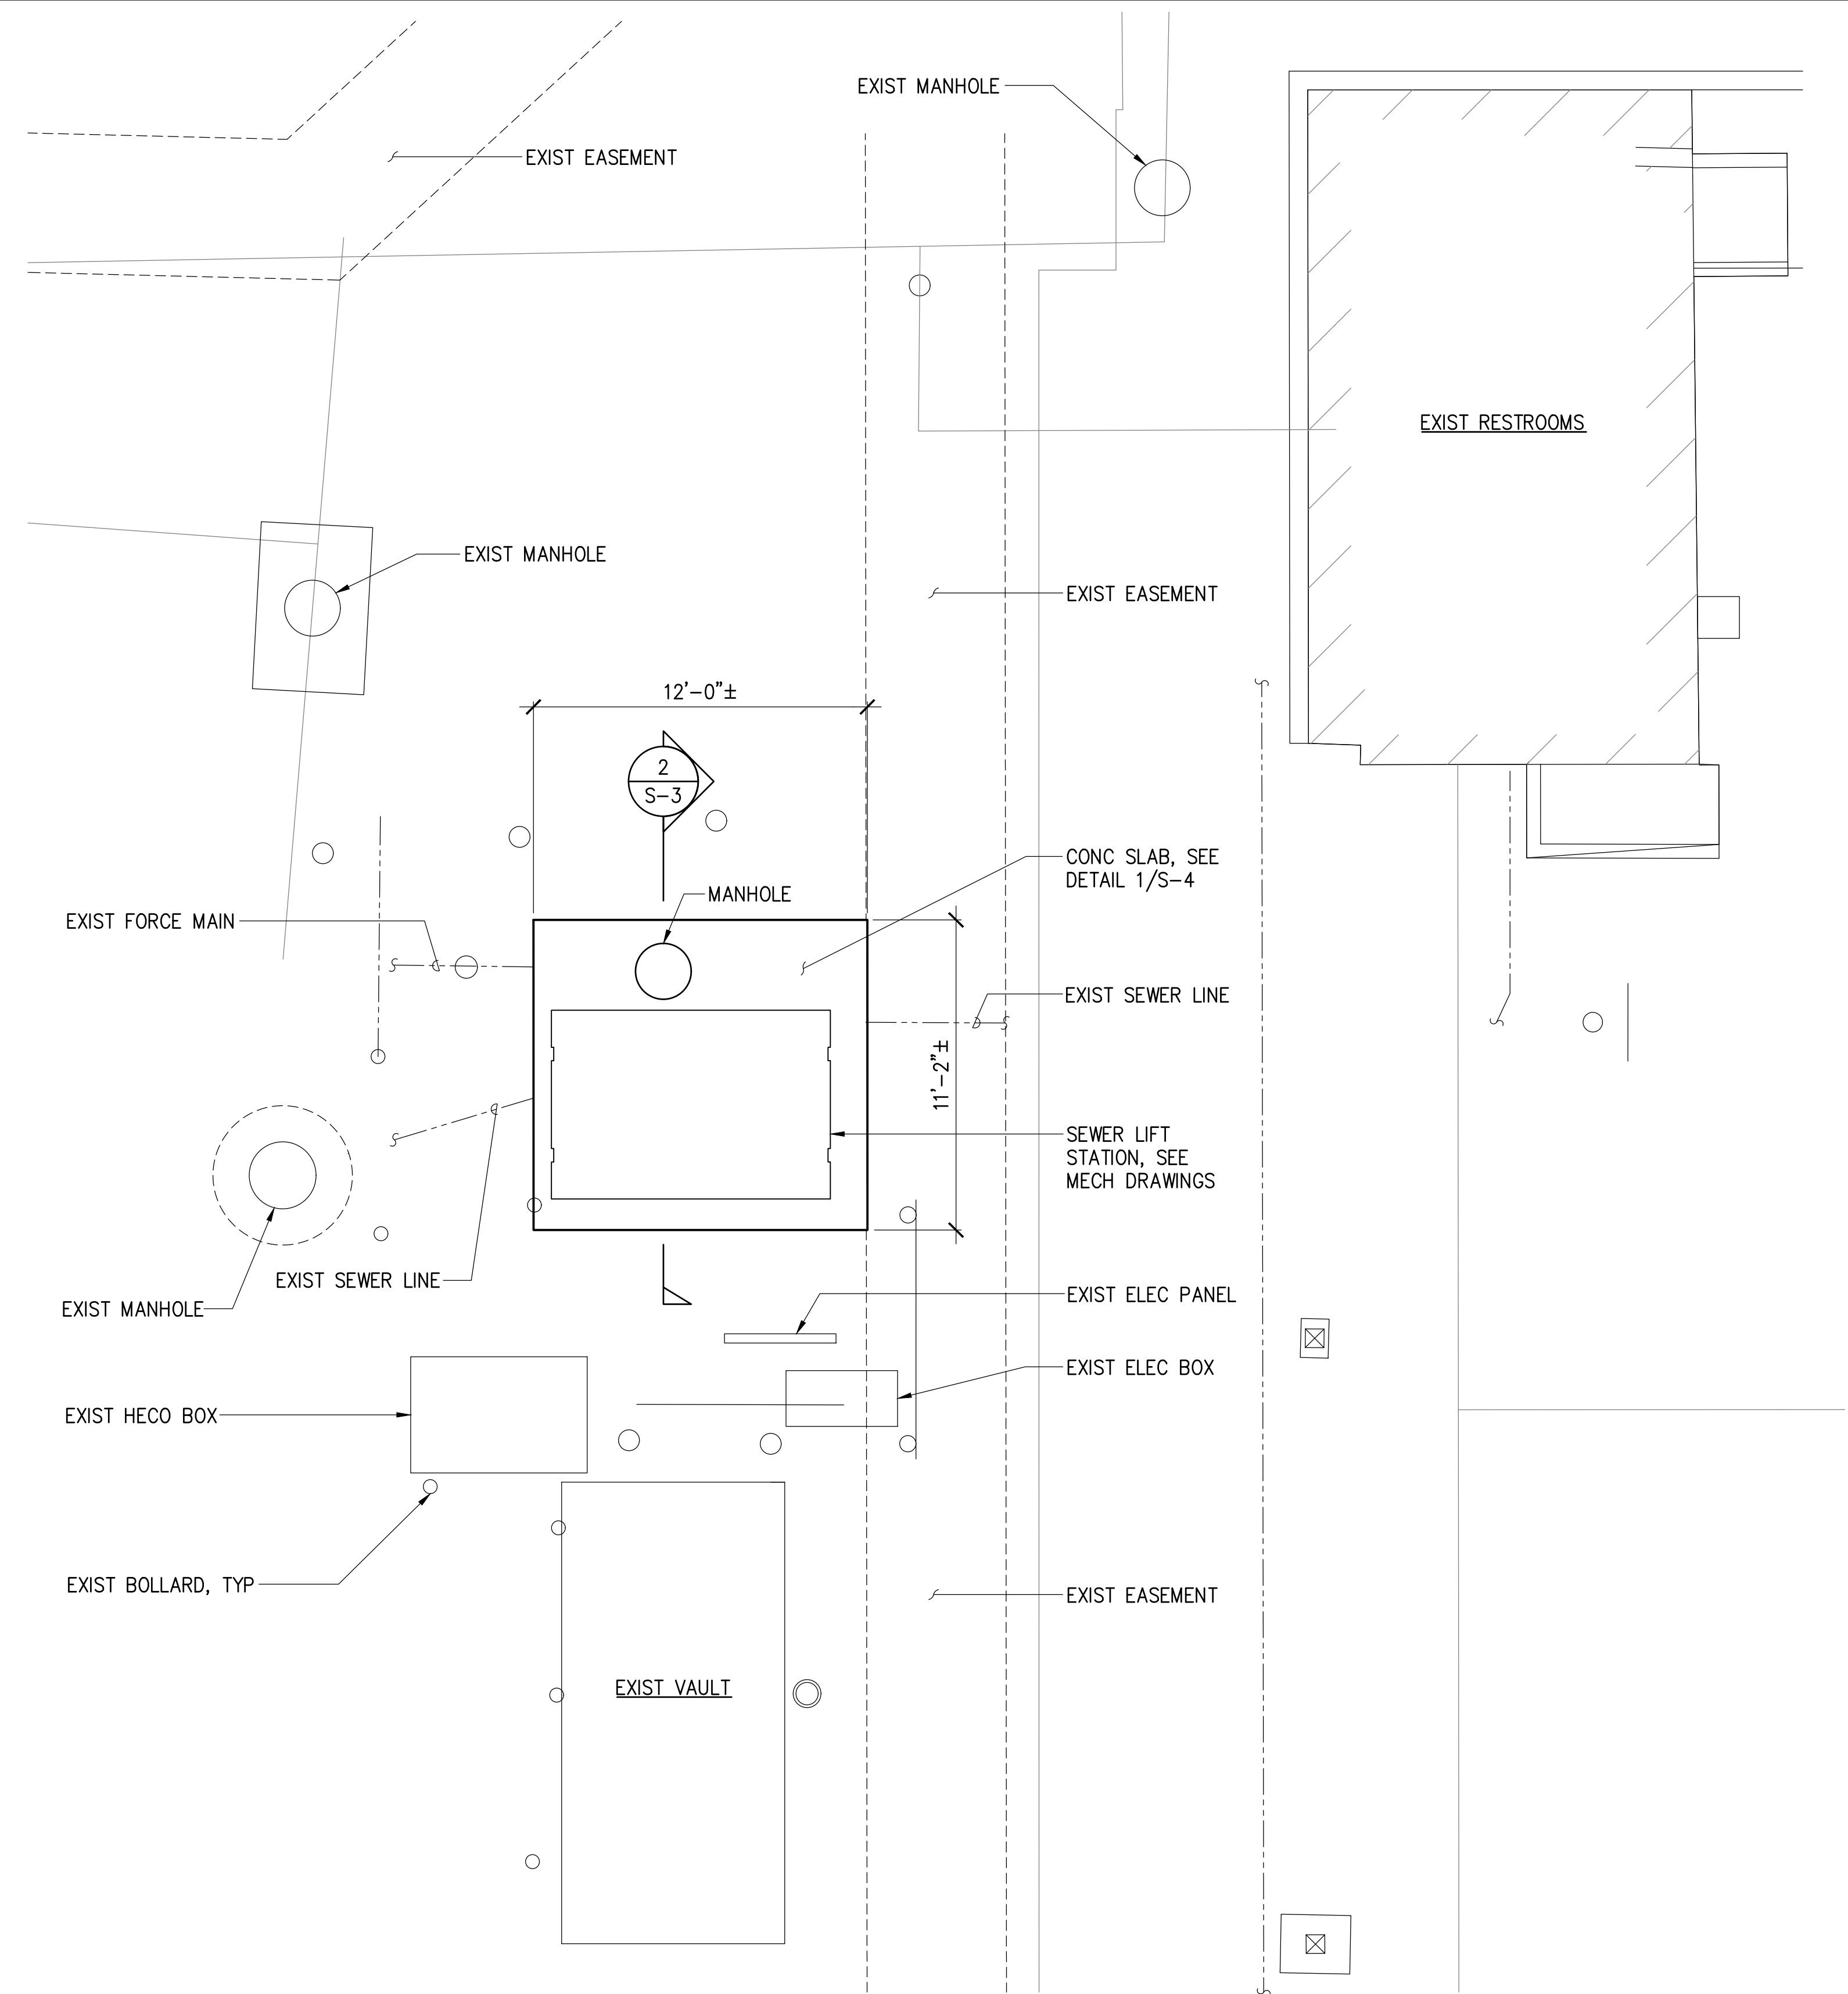 EXIST MANHOLE
EXIST EASEMENT
EXIST RESTROOMS
EXIST MANHOLE
EXIST EASEMENT
12'-0"±
2
S-3
CONC SLAB, SEE
DETAIL 1/S-4
MANHOLE
EXIST FORCE MAIN
EXIST SEWER LINE
11'-2"±
SEWER LIFT
STATION, SEE
MECH DRAWINGS
EXIST SEWER LINE
EXIST MANHOLE
EXIST ELEC PANEL
EXIST ELEC BOX
EXIST HECO BOX
EXIST BOLLARD, TYP
EXIST EASEMENT
EXIST VAULT